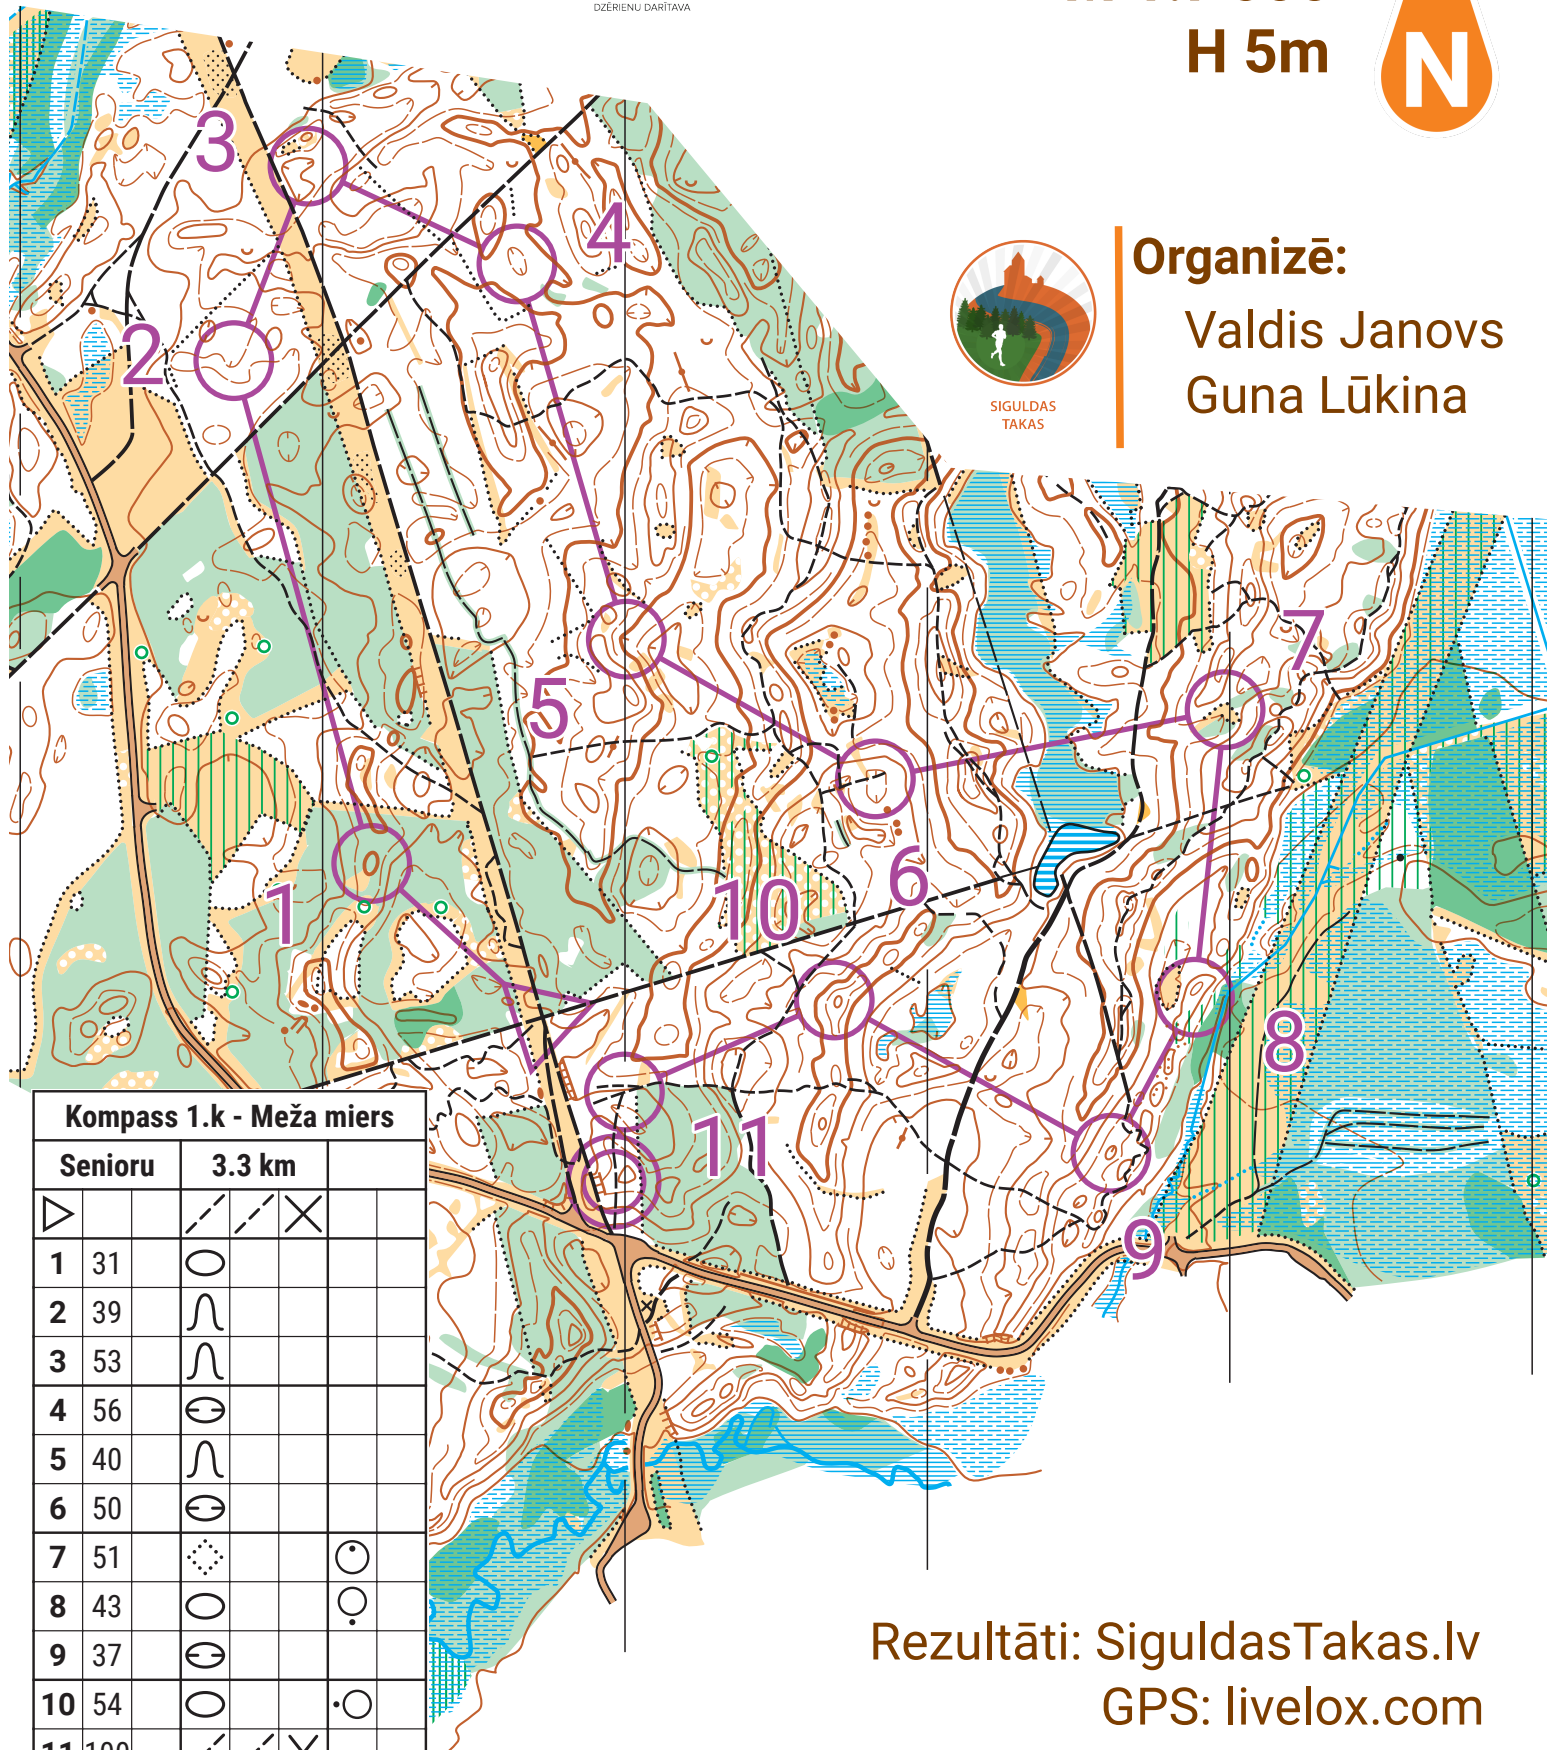 DZĒRIENU DARĪTAVA
H 5m
N
Organizē:
Valdis Janovs
Guna Lūkina
SIGULDAS
TAKAS
3
4
2
5
7
1
10
6
8
11
9
Kompass 1.k - Meža miers
Senioru 3.3 km
1 31
2 39
3 53
4 56
5 40
6 50
7 51
8 43
9 37
10 54
11 100
Rezultāti: SiguldasTakas.lv
GPS: livelox.com